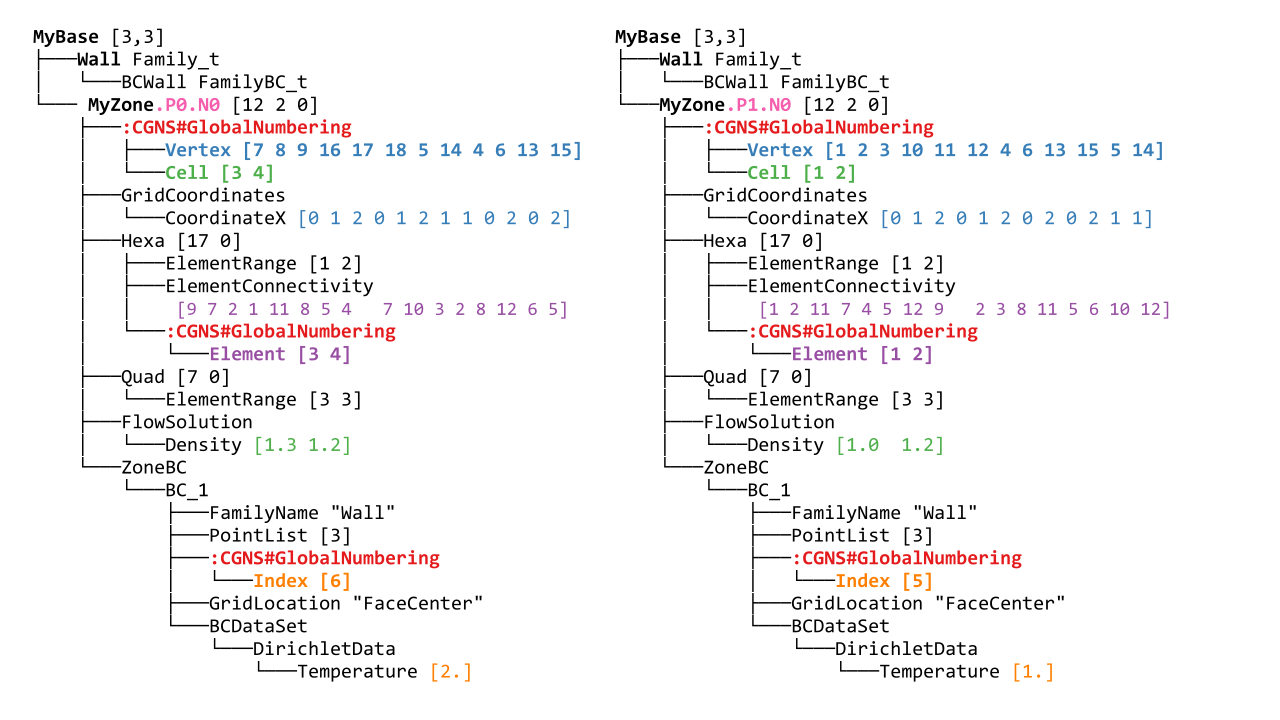 MyBase [3,3]
Wall Family_t
BCWall FamilyBC_t
MyZone.P0.N0 [12 2 0]
:CGNS#GlobalNumbering
Vertex [7 8 9 16 17 18 5 14 4 6 13 15]
Cell [3 4]
GridCoordinates
CoordinateX [0 1 2 0 1 2 1 1 0 2 0 2]
Hexa [17 0]
ElementRange [1 2]
ElementConnectivity
[9 7 2 1 11 8 5 4   7 10 3 2 8 12 6 5]
:CGNS#GlobalNumbering
Element [3 4]
Quad [7 0]
ElementRange [3 3]
FlowSolution
Density [1.3 1.2]
ZoneBC
BC_1
FamilyName "Wall"
PointList [3]
:CGNS#GlobalNumbering
Index [6]
GridLocation "FaceCenter"
BCDataSet
DirichletData
Temperature [2.]
MyBase [3,3]
Wall Family_t
BCWall FamilyBC_t
MyZone.P1.N0 [12 2 0]
:CGNS#GlobalNumbering
Vertex [1 2 3 10 11 12 4 6 13 15 5 14]
Cell [1 2]
GridCoordinates
CoordinateX [0 1 2 0 1 2 0 2 0 2 1 1]
Hexa [17 0]
ElementRange [1 2]
ElementConnectivity
[1 2 11 7 4 5 12 9   2 3 8 11 5 6 10 12]
:CGNS#GlobalNumbering
Element [1 2]
Quad [7 0]
ElementRange [3 3]
FlowSolution
Density [1.0  1.2]
ZoneBC
BC_1
FamilyName "Wall"
PointList [3]
:CGNS#GlobalNumbering
Index [5]
GridLocation "FaceCenter"
BCDataSet
DirichletData
Temperature [1.]